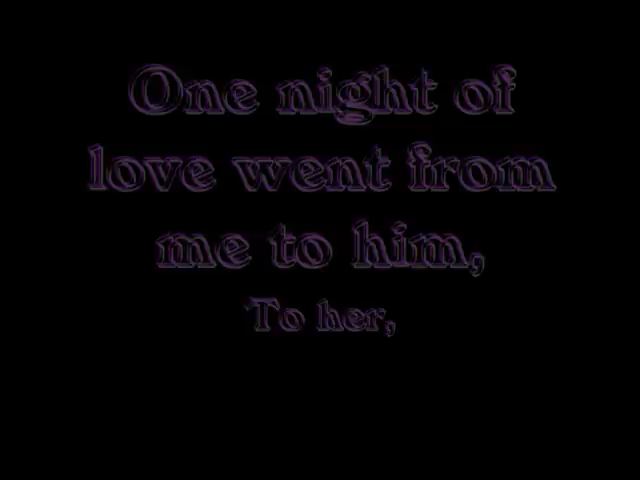 One night of
love went from
me to him,
To her,